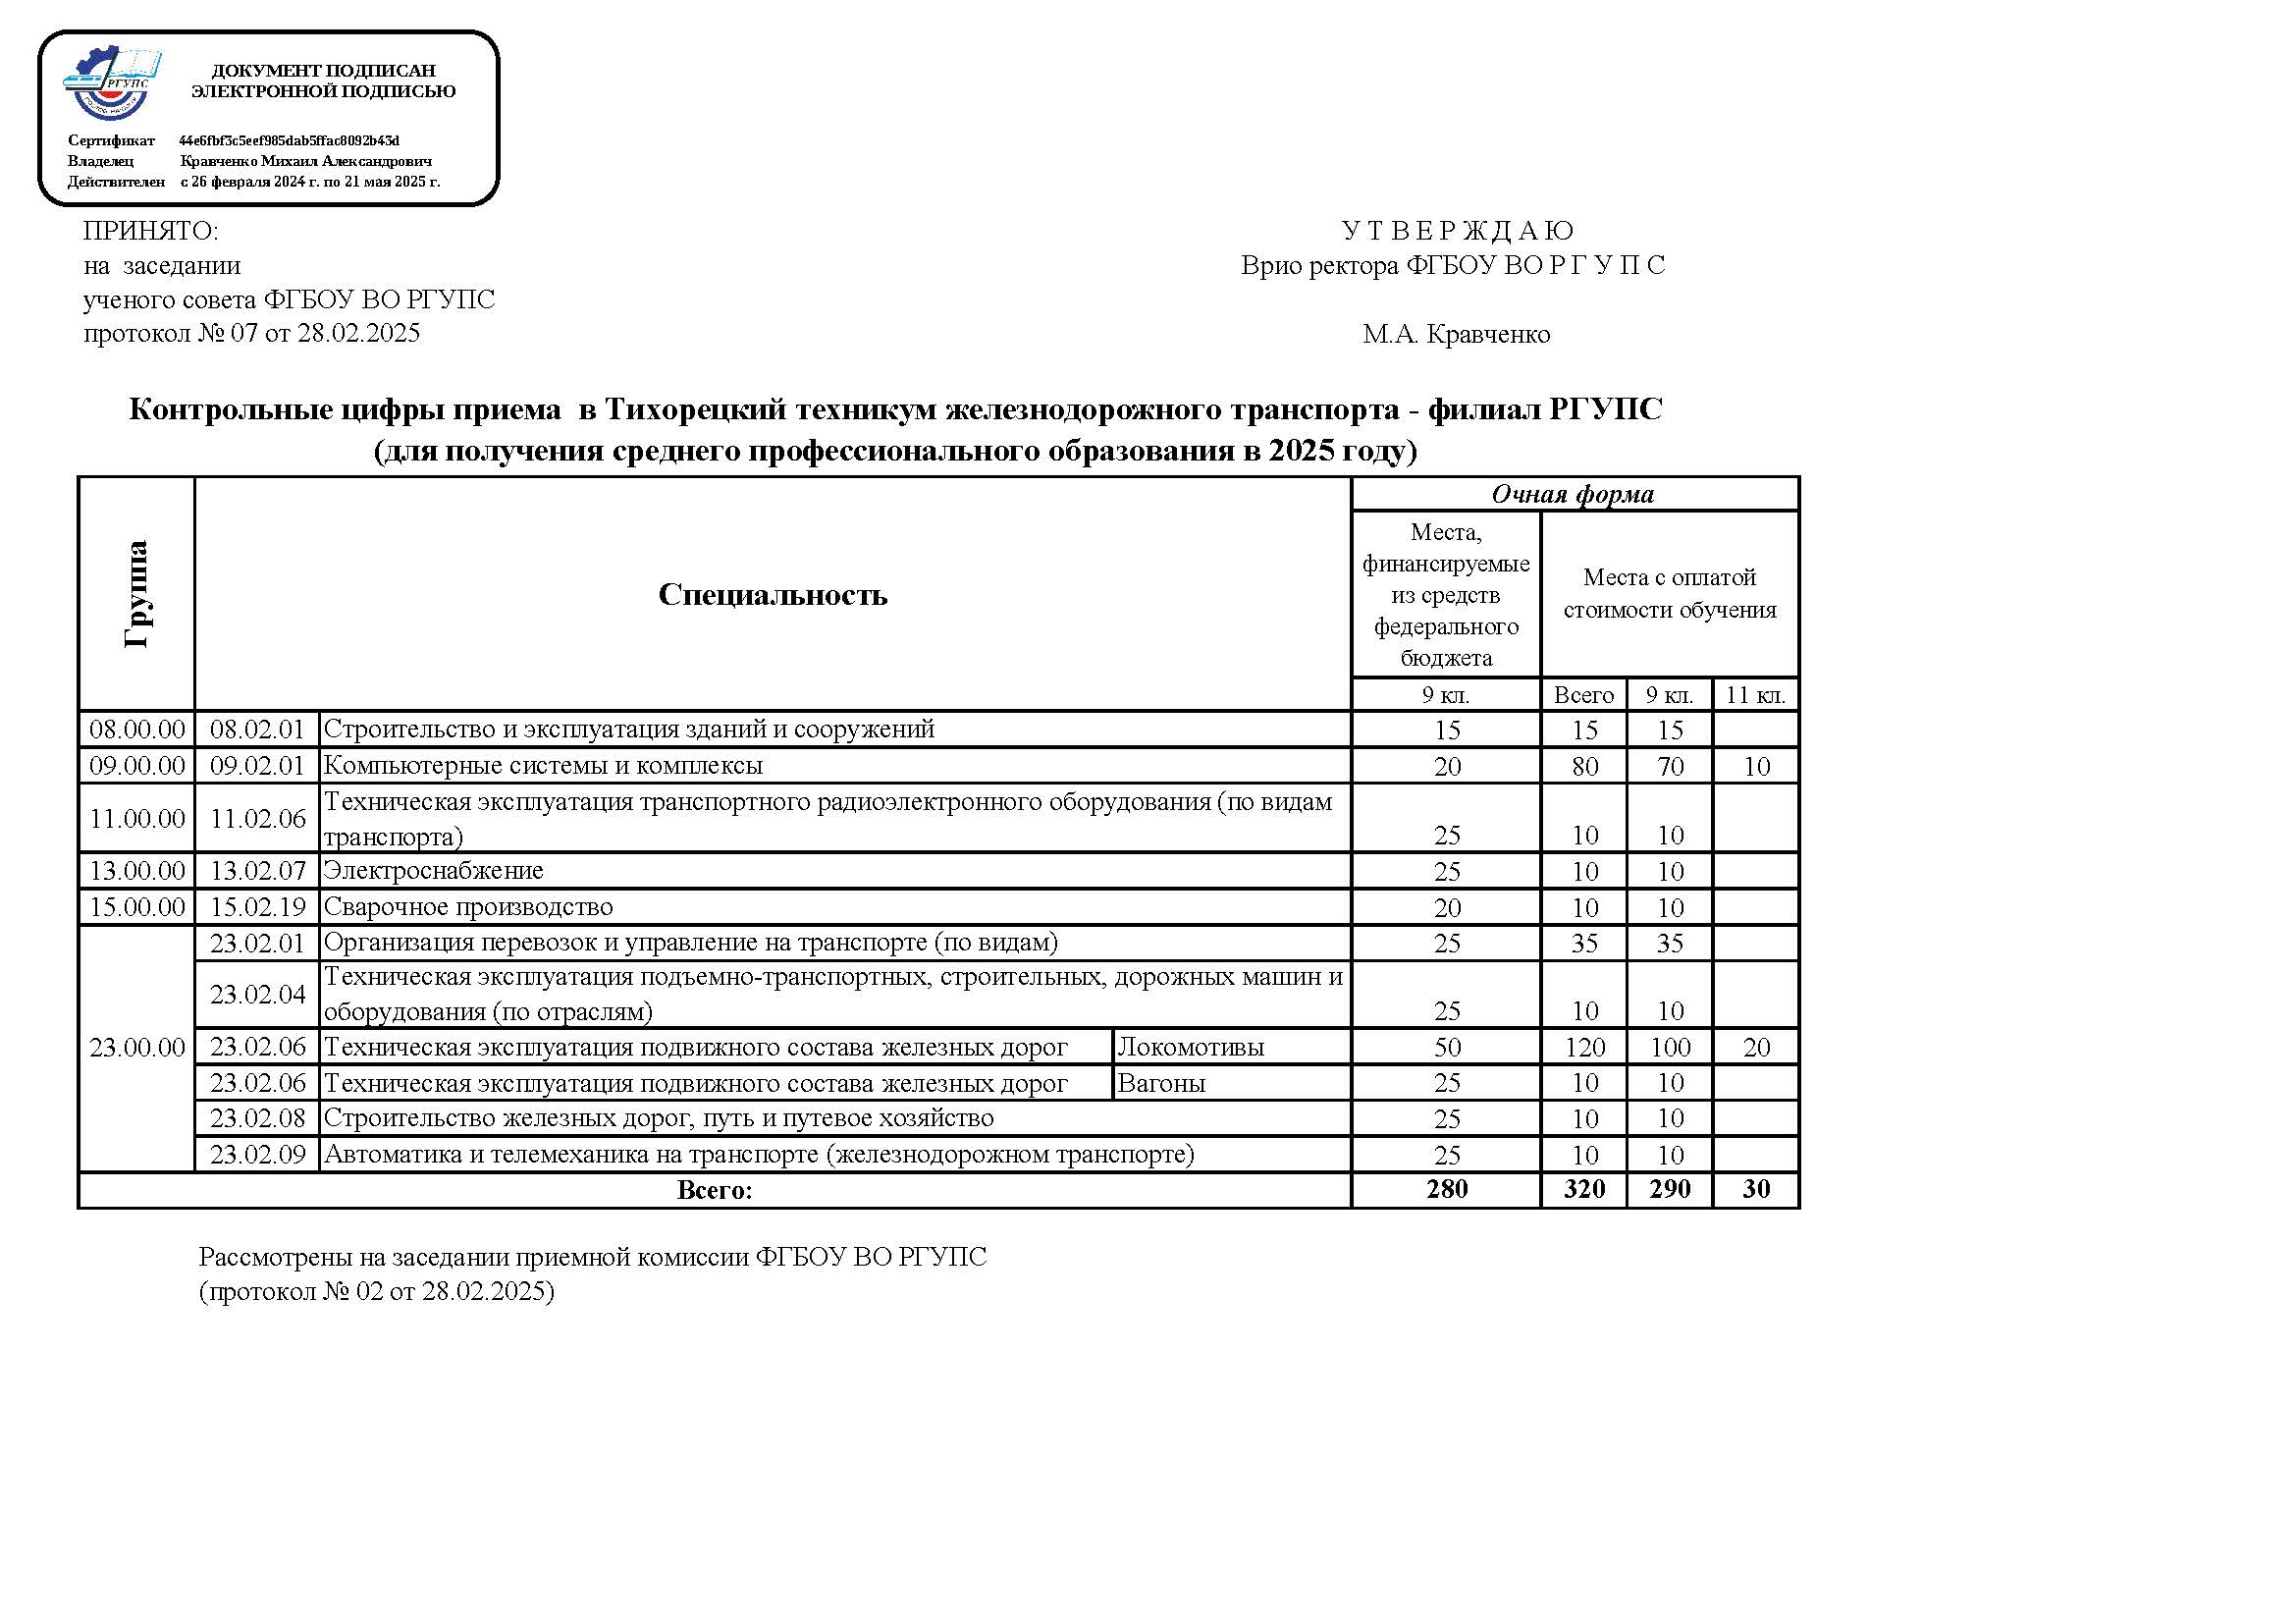 РГУПС
ДОКУМЕНТ ПОДПИСАН
ЭЛЕКТРОННОЙ ПОДПИСЬЮ
Сертификат 44e6fbf3c5eef985dab5ffac8092b43d
Владелец Кравченко Михаил Александрович
Действителен с 26 февраля 2024 г. по 21 мая 2025 г.
ПРИНЯТО:
на заседании
ученого совета ФГБОУ ВО РГУПС
протокол № 07 от 28.02.2025
У Т В Е Р Ж Д А Ю
Врио ректора ФГБОУ ВО Р Г У П С
М.А. Кравченко
Контрольные цифры приема в Тихорецкий техникум железнодорожного транспорта - филиал РГУПС
(для получения среднего профессионального образования в 2025 году)
Группа
Специальность
Очная форма
Места,
финансируемые
из средств
федерального
бюджета
Места с оплатой
стоимости обучения
9 кл. Всего 9 кл. 11 кл.
08.00.00 08.02.01 Строительство и эксплуатация зданий и сооружений 15 15 15
09.00.00 09.02.01 Компьютерные системы и комплексы 20 80 70 10
11.00.00 11.02.06 Техническая эксплуатация транспортного радиоэлектронного оборудования (по видам
транспорта) 25 10 10
13.00.00 13.02.07 Электроснабжение 25 10 10
15.00.00 15.02.19 Сварочное производство 20 10 10
23.00.00
23.02.01 Организация перевозок и управление на транспорте (по видам) 25 35 35
23.02.04 Техническая эксплуатация подъемно-транспортных, строительных, дорожных машин и
оборудования (по отраслям) 25 10 10
23.02.06 Техническая эксплуатация подвижного состава железных дорог Локомотивы 50 120 100 20
23.02.06 Техническая эксплуатация подвижного состава железных дорог Вагоны 25 10 10
23.02.08 Строительство железных дорог, путь и путевое хозяйство 25 10 10
23.02.09 Автоматика и телемеханика на транспорте (железнодорожном транспорте) 25 10 10
Всего: 280 320 290 30
Рассмотрены на заседании приемной комиссии ФГБОУ ВО РГУПС
(протокол № 02 от 28.02.2025)